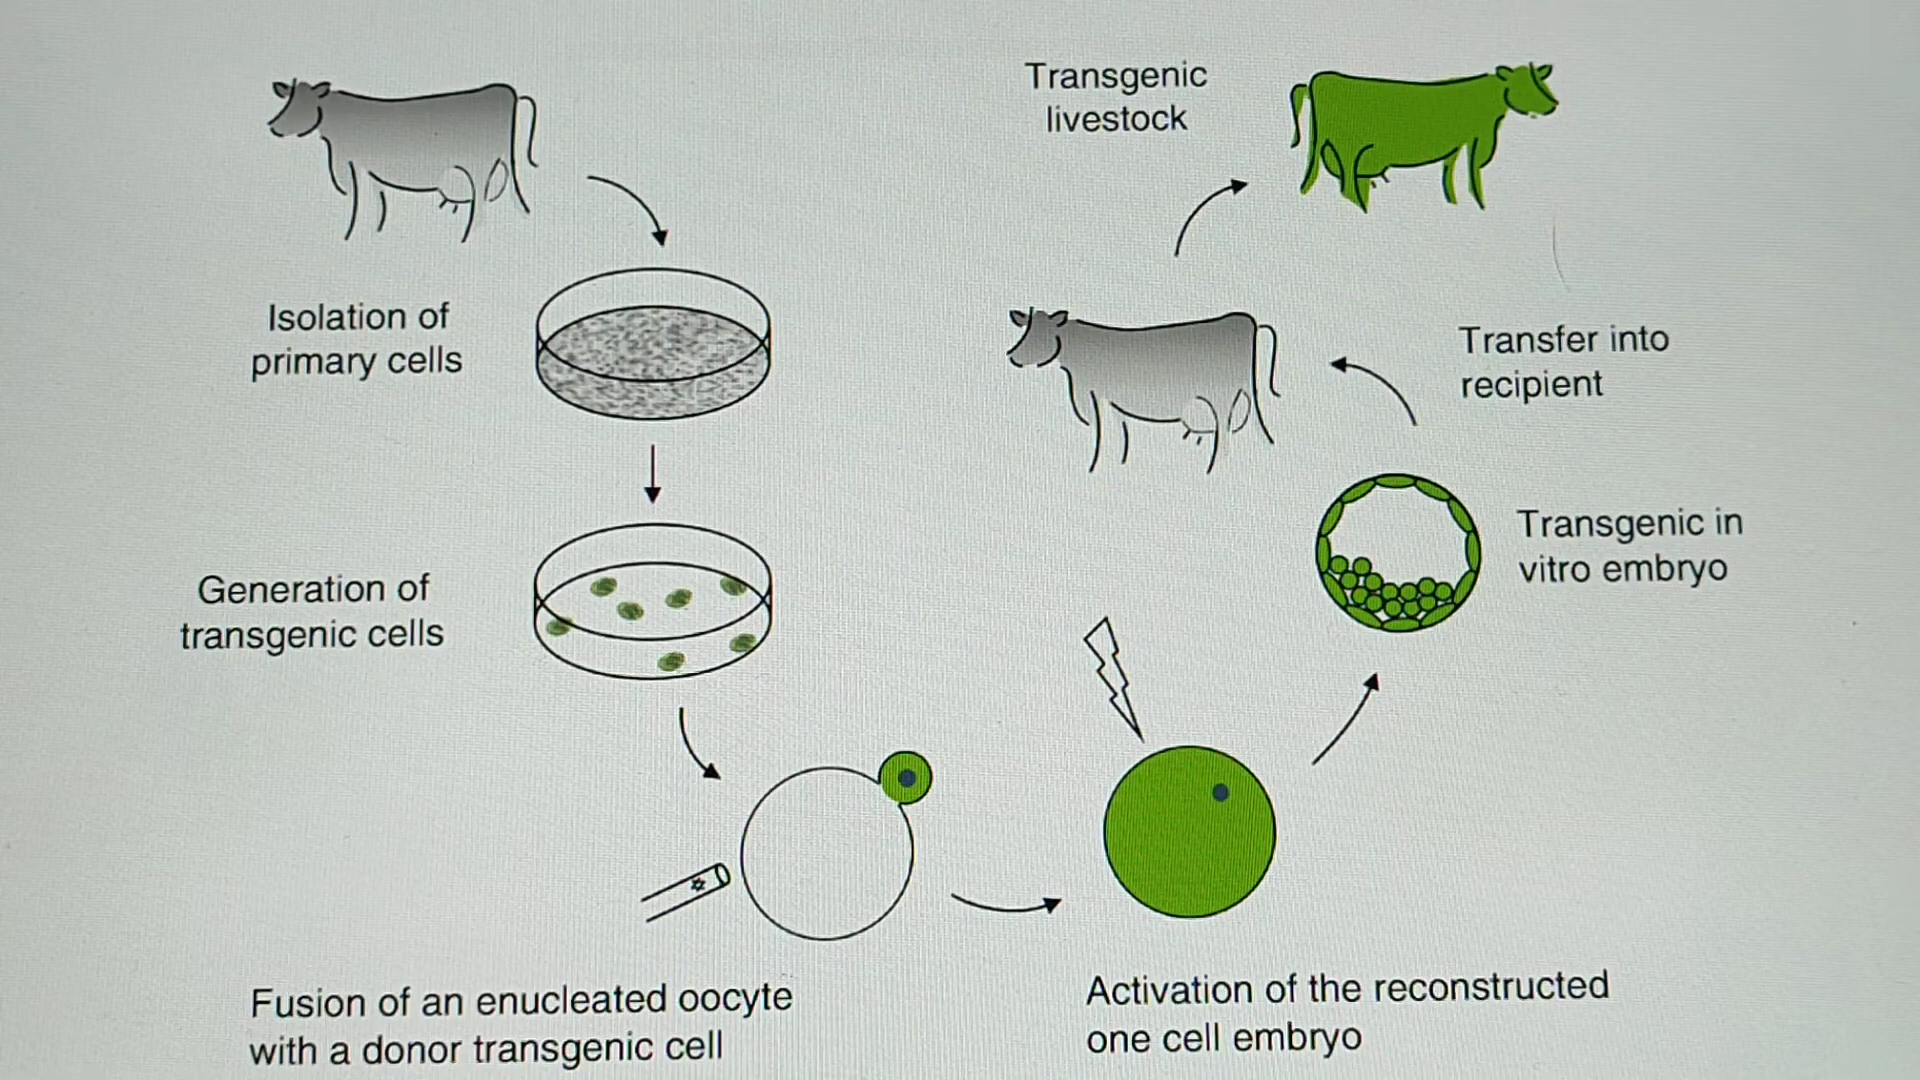 Isolation of
primary cells
Generation of
transgenic cells
Fusion of an enucleated oocyte
with a donor transgenic cell
Activation of the reconstructed
one cell embryo
Transgenic in
vitro embryo
Transfer into
recipient
Transgenic
livestock